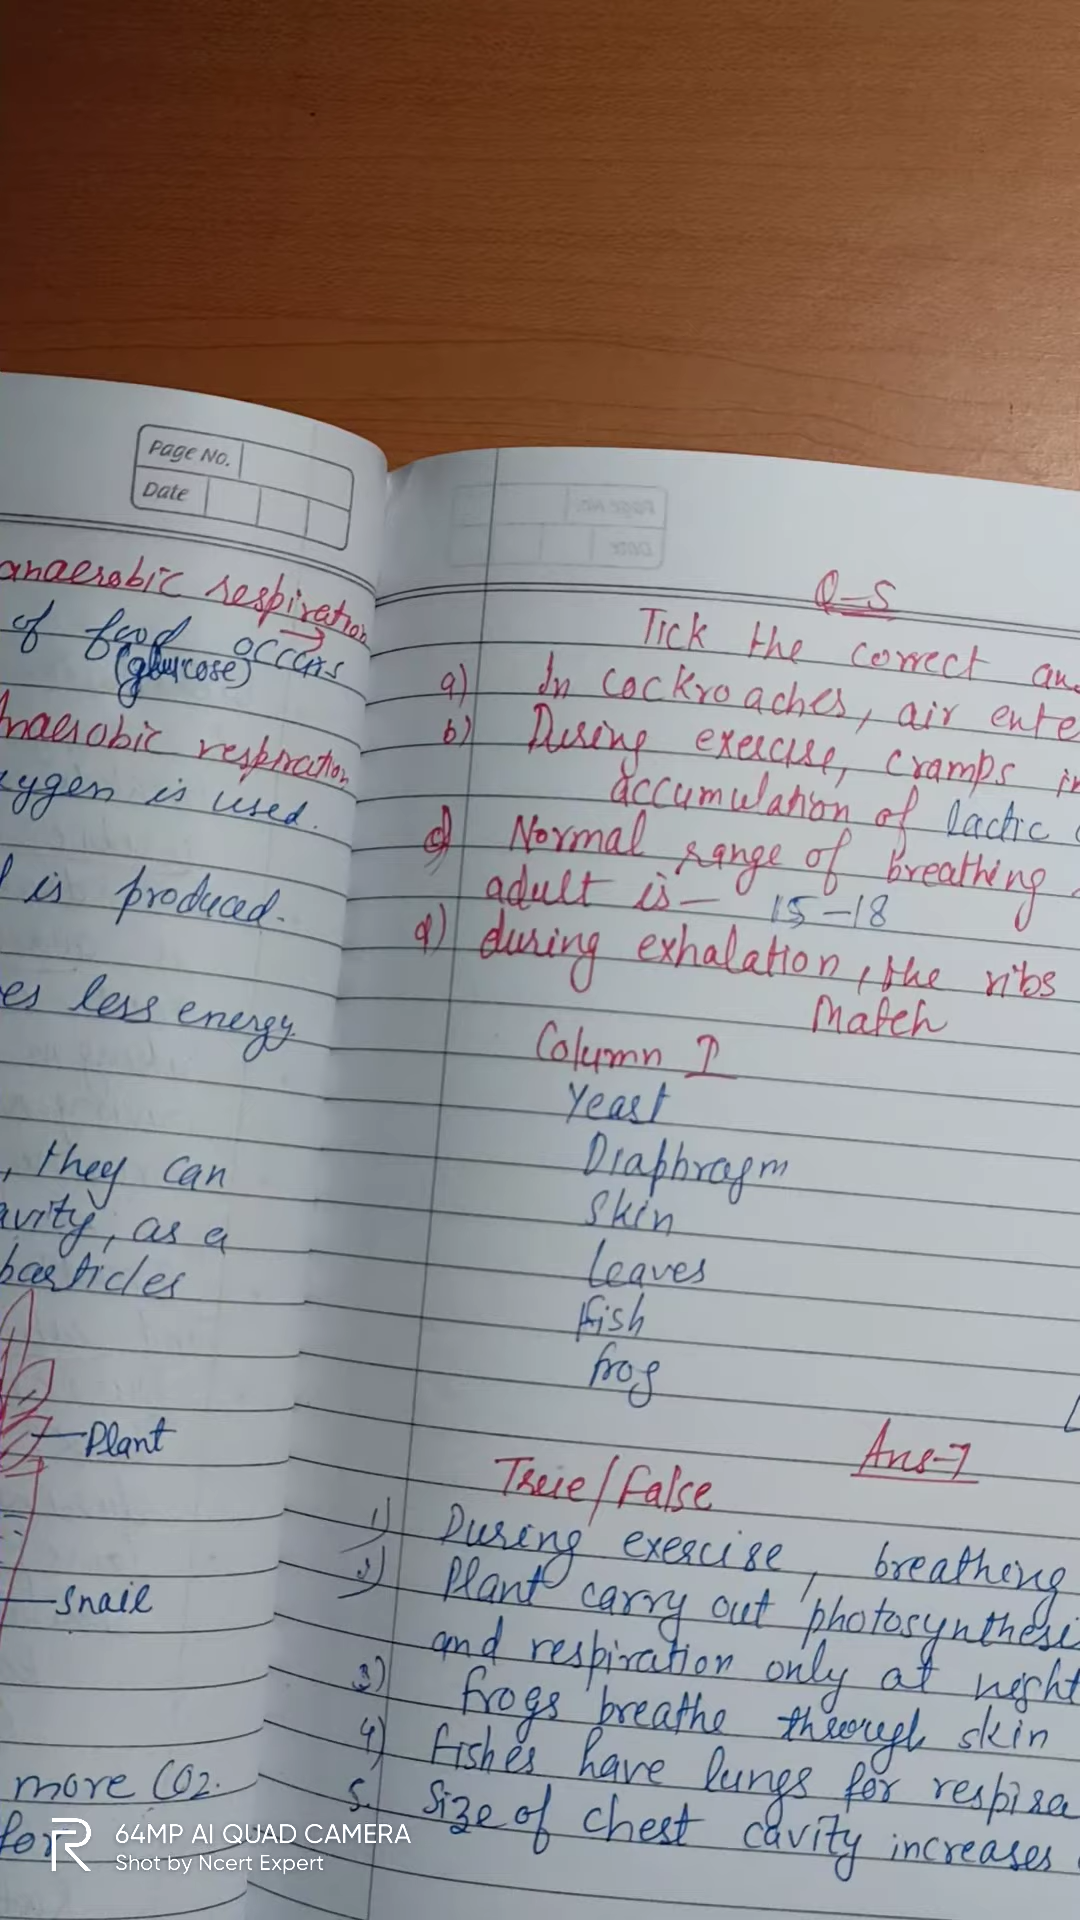 Page No.
Date
anaerobic respiration
of food occurs
(glucose)
anaerobic respiration
oxygen is used.
is produced.
less energy.
, they can
cavity, as a
particles
Plant
Snail
more CO2.
for
Q-5
Tick the correct
a) In cockroaches, air
b) During exercise, cramps
accumulation of lactic
c) Normal range of breathing
adult is- 15-18
d) during exhalation, the ribs
Match
Column I
Yeast
Diaphragm
Skin
Leaves
Fish
frog
Ans-7
True/False
1) During exercise, breathing
2) Plant carry out photosynthesi
and respiration only at night
3) frogs breathe through skin
4) fishes have lungs for respira
5. Size of chest cavity increases
64MP AI QUAD CAMERA
Shot by Ncert Expert